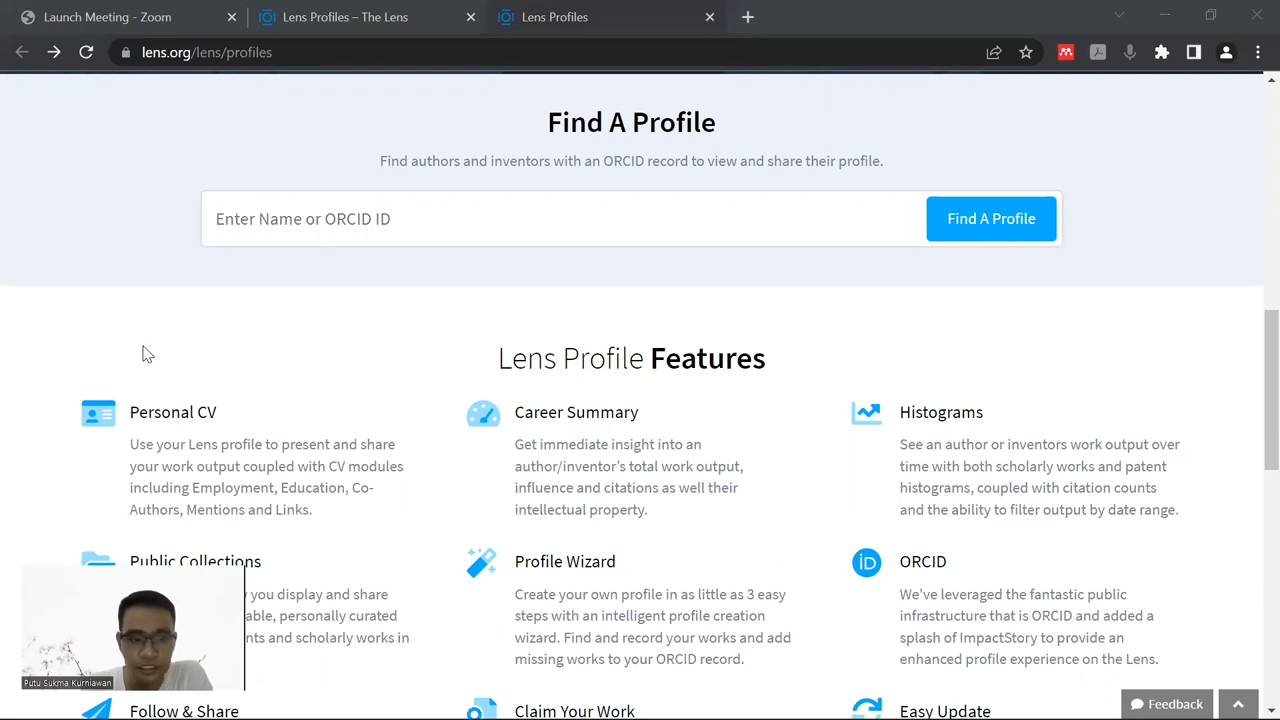 Launch Meeting - Zoom
Lens Profiles – The Lens
Lens Profiles
lens.org/lens/profiles
Find A Profile
Find authors and inventors with an ORCID record to view and share their profile.
Enter Name or ORCID ID
Find A Profile
Lens Profile Features
Personal CV
Use your Lens profile to present and share
your work output coupled with CV modules
including Employment, Education, Co-
Authors, Mentions and Links.
Career Summary
Get immediate insight into an
author/inventor's total work output,
influence and citations as well their
intellectual property.
Histograms
See an author or inventors work output over
time with both scholarly works and patent
histograms, coupled with citation counts
and the ability to filter output by date range.
Public Collections
you display and share
able, personally curated
nts and scholarly works in
Profile Wizard
Create your own profile in as little as 3 easy
steps with an intelligent profile creation
wizard. Find and record your works and add
missing works to your ORCID record.
iD
ORCID
We've leveraged the fantastic public
infrastructure that is ORCID and added a
splash of ImpactStory to provide an
enhanced profile experience on the Lens.
Putu Sukma Kurniawan
Follow & Share
Claim Your Work
Easy Update
Feedback